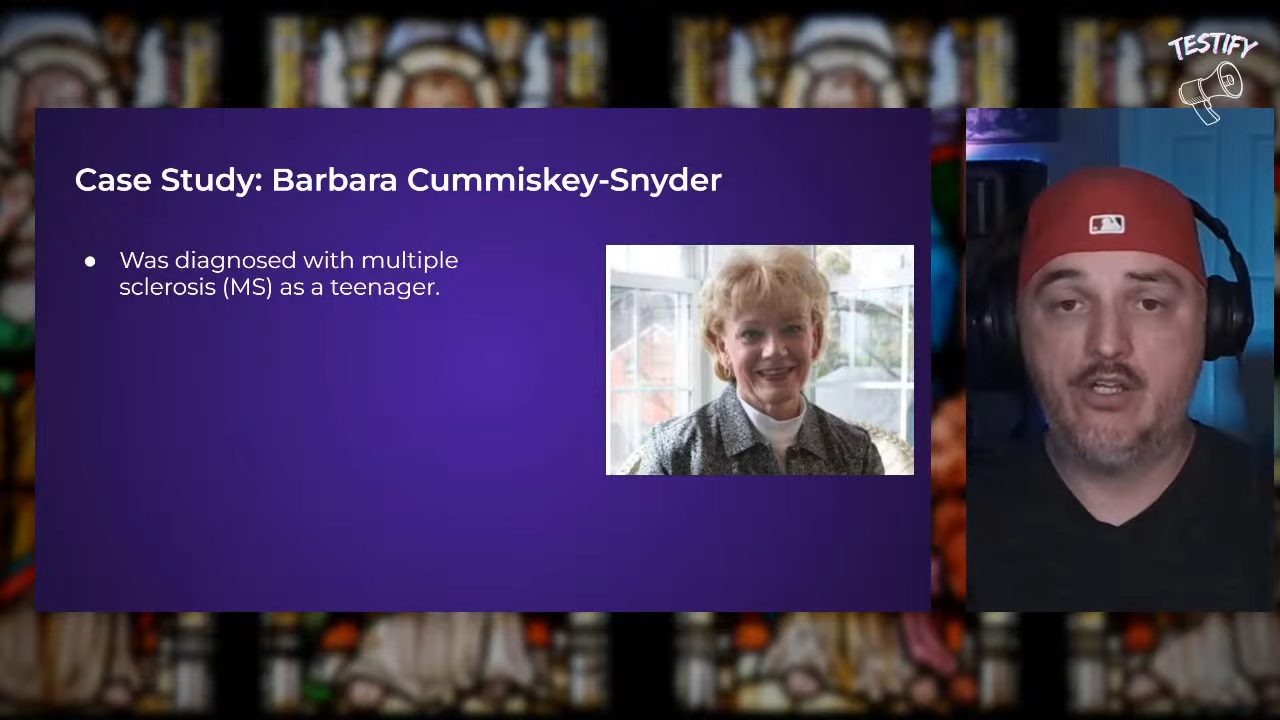 TESTIFY
Case Study: Barbara Cummiskey-Snyder
● Was diagnosed with multiple
sclerosis (MS) as a teenager.